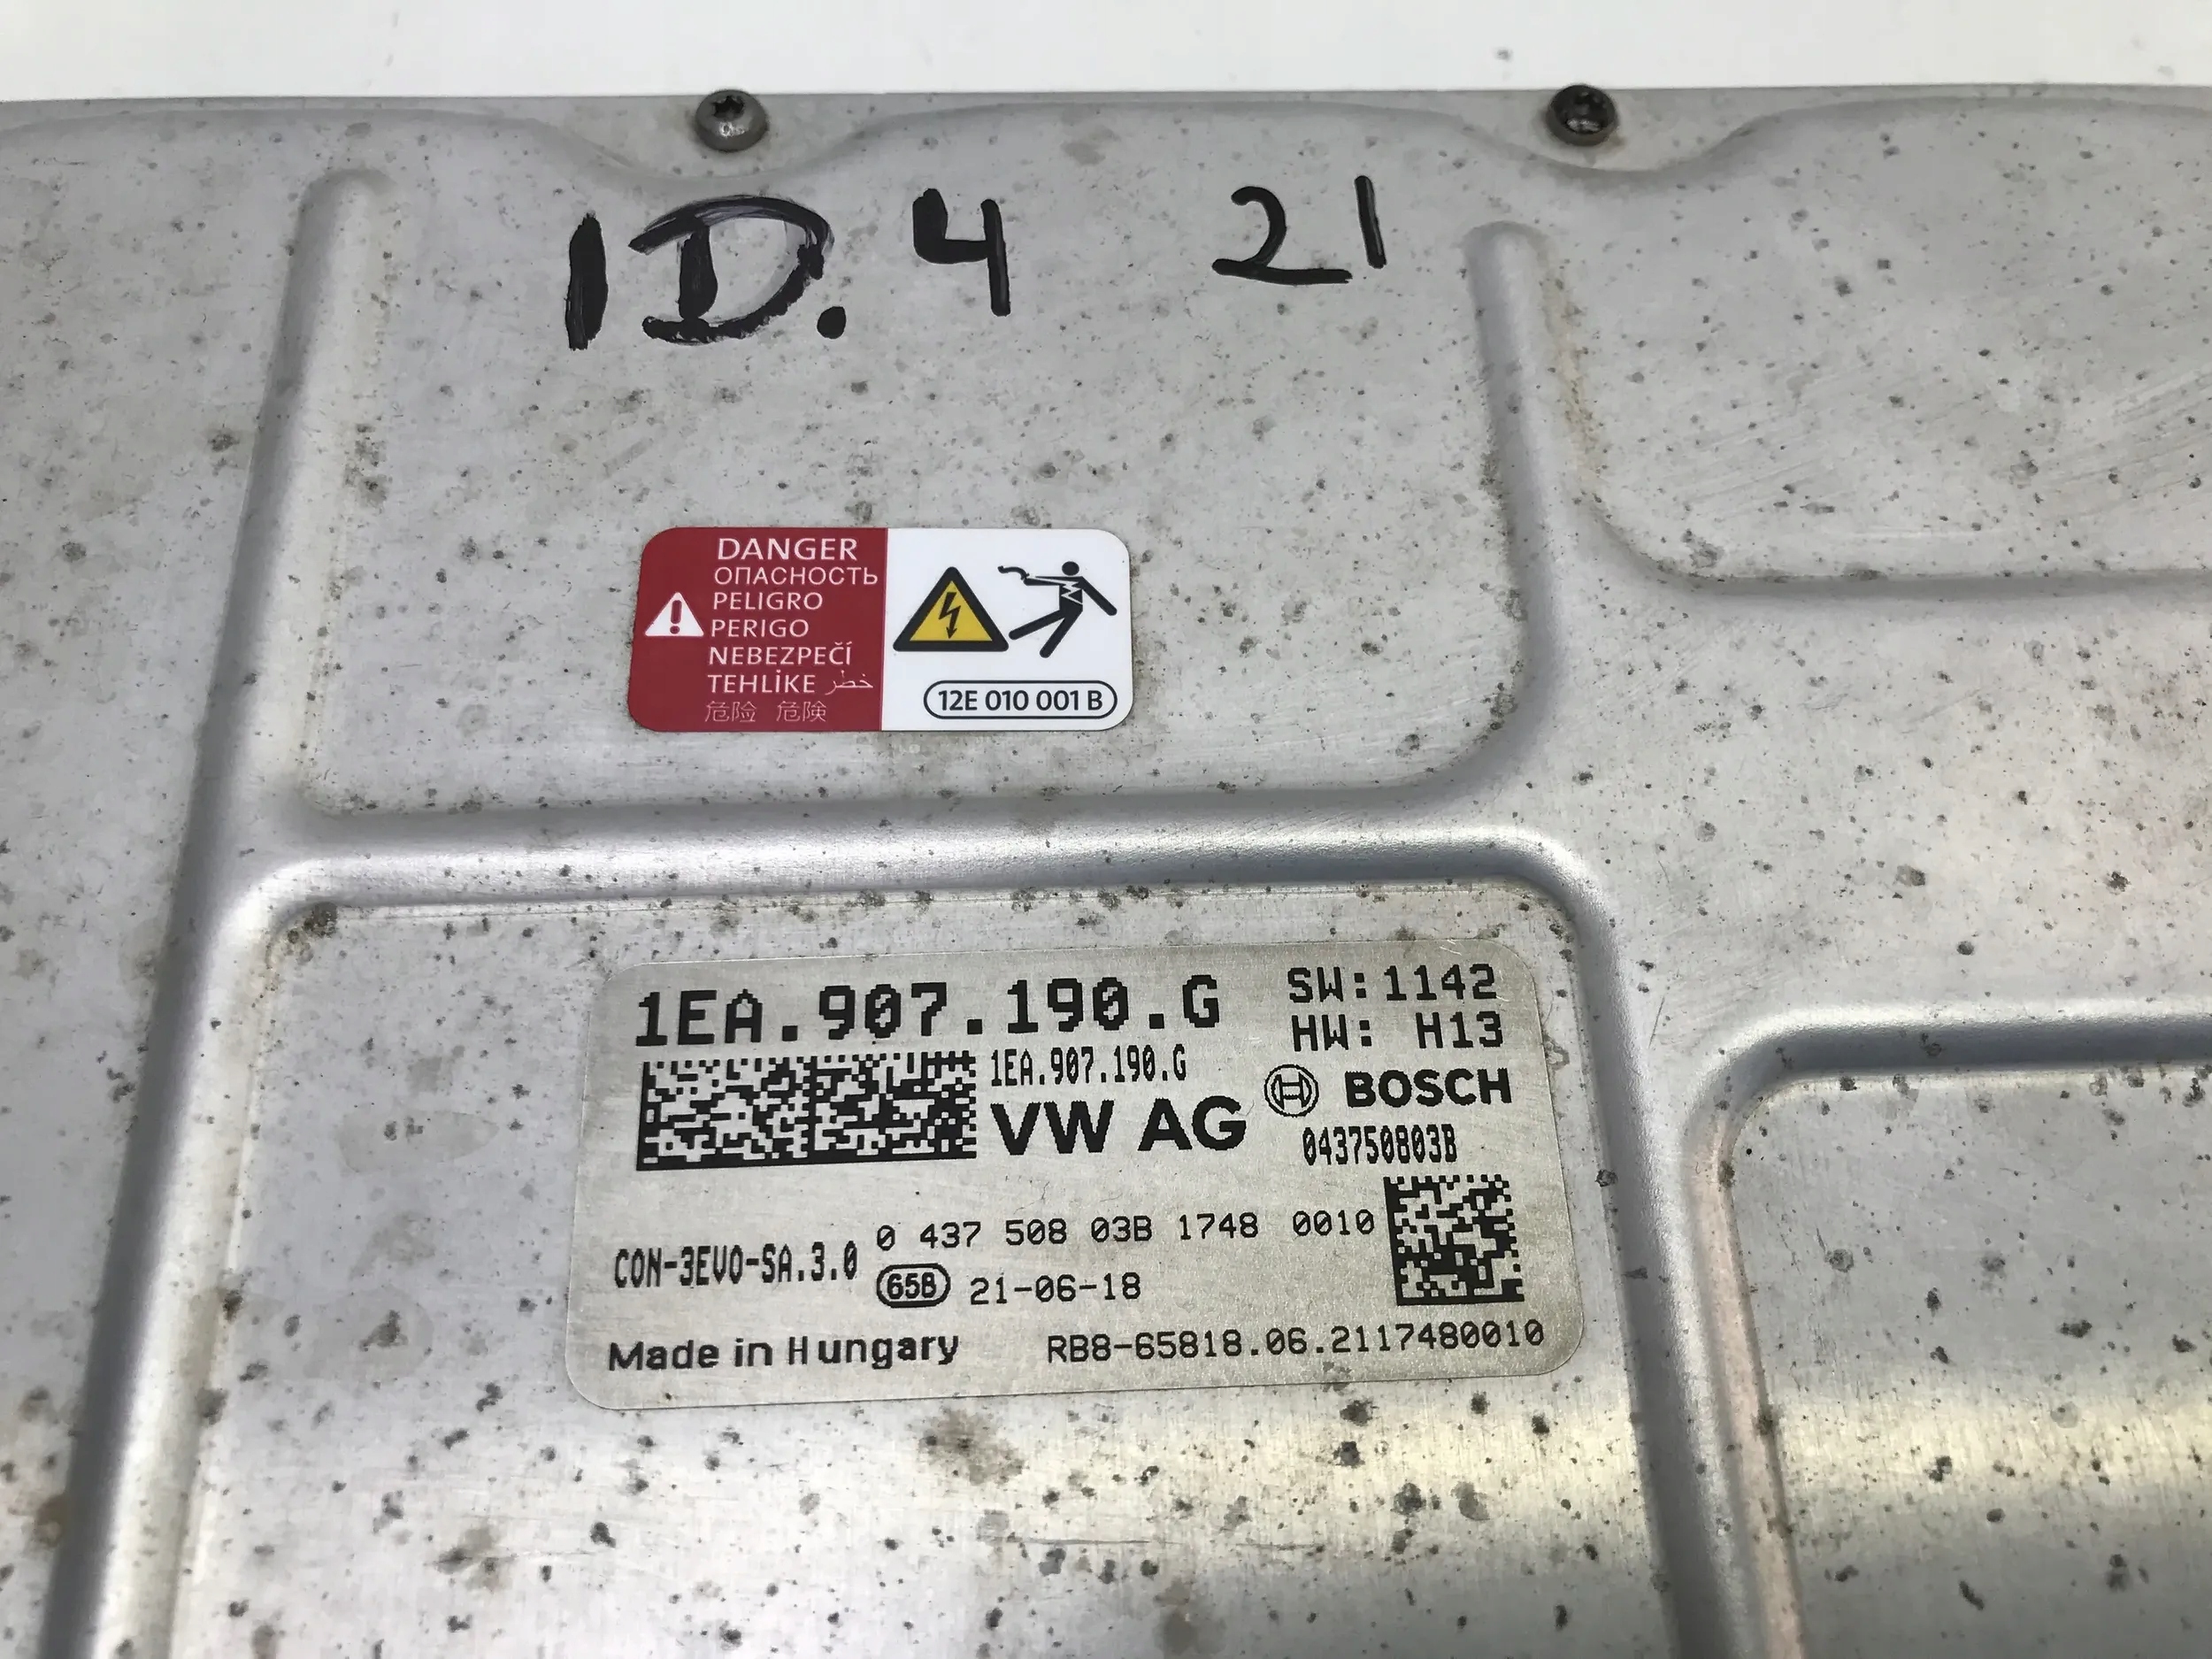 ID.4 21
DANGER
ОПАСНОСТЬ
PELIGRO
PERIGO
NEBEZPEČÍ
TEHLİKE خطر
危险 危険
12E 010 001 B
1EA.907.190.G
SW:1142
HW: H13
1EA.907.190.G
VW AG
BOSCH
043750803B
CON-3EVO-SA.3.0
0 437 508 03B 1748 0010
65B 21-06-18
Made in Hungary
RB8-65818.06.2117480010